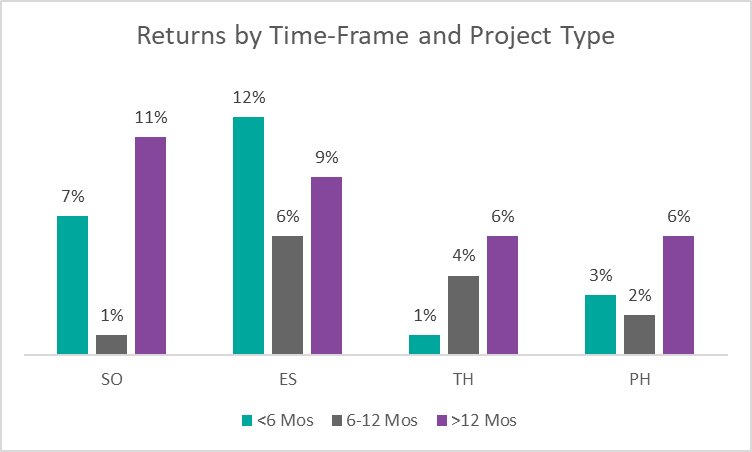 Returns by Time-Frame and Project Type
7% 1% 11% 12% 6% 9% 1% 4% 6% 3% 2% 6%
SO ES TH PH
<6 Mos 6-12 Mos >12 Mos